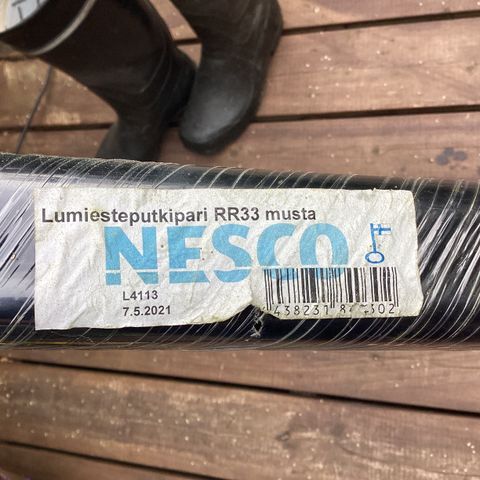 Lumiesteputkipari RR33 musta
NESCO
L4113
7.5.2021